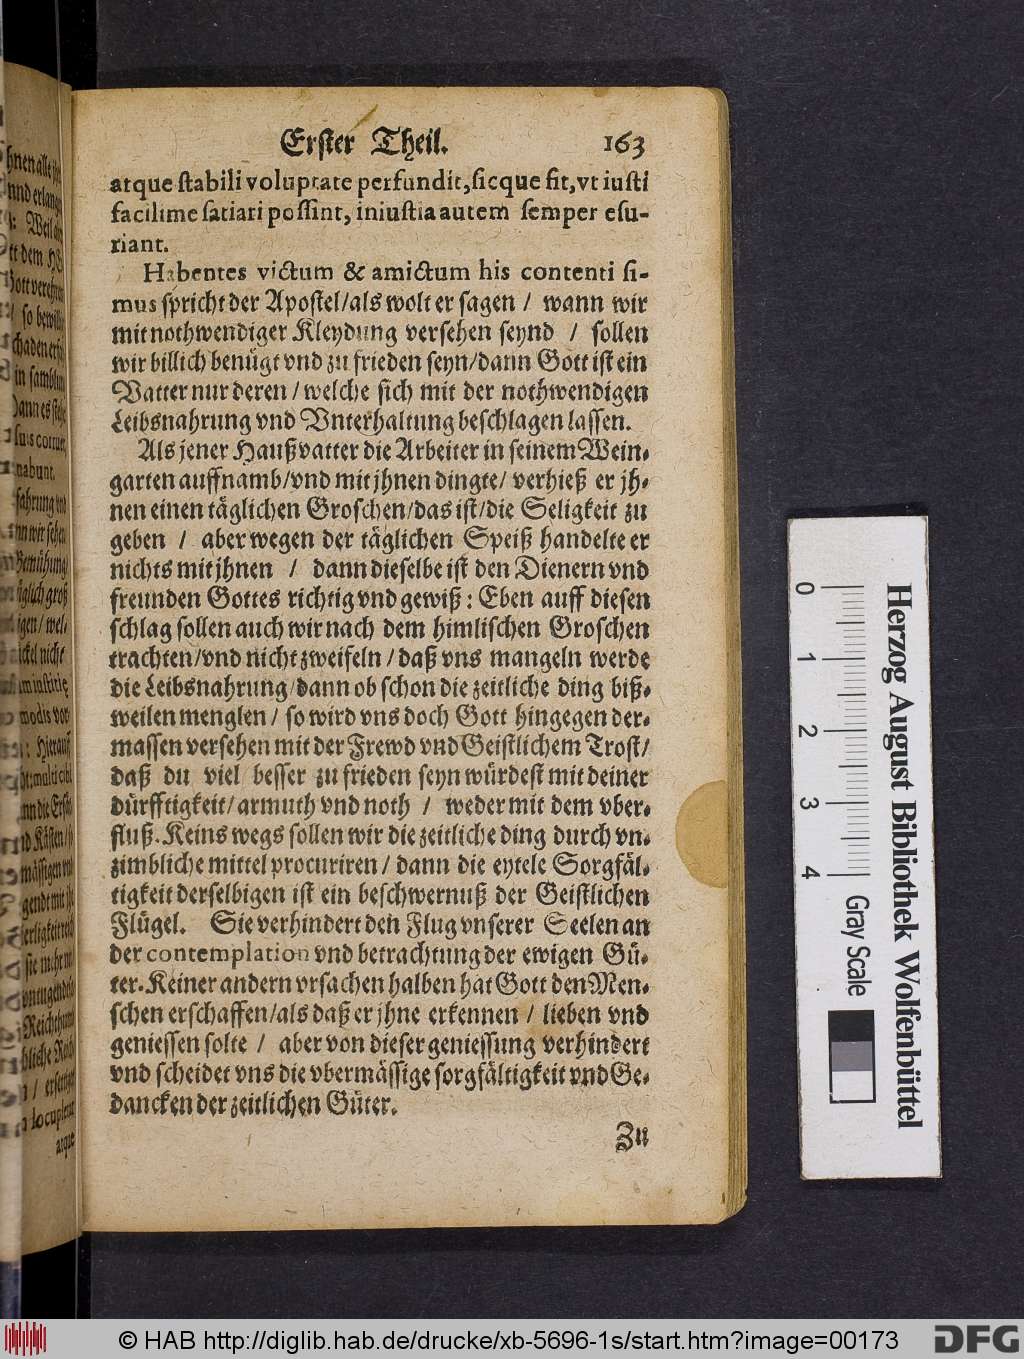 Erster Theil. 163
atque stabili voluptate perfundit, sicque fit, vt iusti
facilime satiari possint, iniustia autem semper esu-
riant.
Habentes victum & amictum his contenti si-
mus spricht der Apostel/als wolt er sagen / wann wir
mit nothwendiger Kleydung versehen seynd / sollen
wir billich benügt vnd zu frieden seyn/dann Gott ist ein
Vatter nur deren / welche sich mit der nothwendigen
Leibsnahrung vnd Vnterhaltung beschlagen lassen.
Als jener Haußvatter die Arbeiter in seinem Wein-
garten auffnamb/vnd mit jhnen dingte/ verhieß er jh-
nen einen täglichen Groschen/das ist/die Seligkeit zu
geben / aber wegen der täglichen Speiß handelte er
nichts mit jhnen / dann dieselbe ist den Dienern vnd
freunden Gottes richtig vnd gewiß: Eben auff diesen
schlag sollen auch wir nach dem himlischen Groschen
trachten/vnd nicht zweifeln / daß vns mangeln werde
die Leibsnahrung/dann ob schon die zeitliche ding biß-
weilen menglen / so wird vns doch Gott hingegen der-
massen versehen mit der Frewd vnd Geistlichem Trost/
daß du viel besser zu frieden seyn würdest mit deiner
dürfftigkeit/armuth vnd noth / weder mit dem vber-
fluß. Keins wegs sollen wir die zeitliche ding durch vn-
zimbliche mittel procuriren / dann die eytele Sorgfäl-
tigkeit derselbigen ist ein beschwernuß der Geistlichen
Flügel. Sie verhindert den Flug vnserer Seelen an
der contemplation vnd betrachtung der ewigen Gü-
ter. Keiner andern vrsachen halben hat Gott den Men-
schen erschaffen/als daß er jhne erkennen / lieben vnd
geniessen solte / aber von dieser geniessung verhindert
vnd scheidet vns die vbermässige sorgfältigkeit vnd Ge-
dancken der zeitlichen Güter.
Zu
0 1 2 3 4
Gray Scale
Herzog August Bibliothek Wolfenbüttel
© HAB http://diglib.hab.de/drucke/xb-5696-1s/start.htm?image=00173
DFG